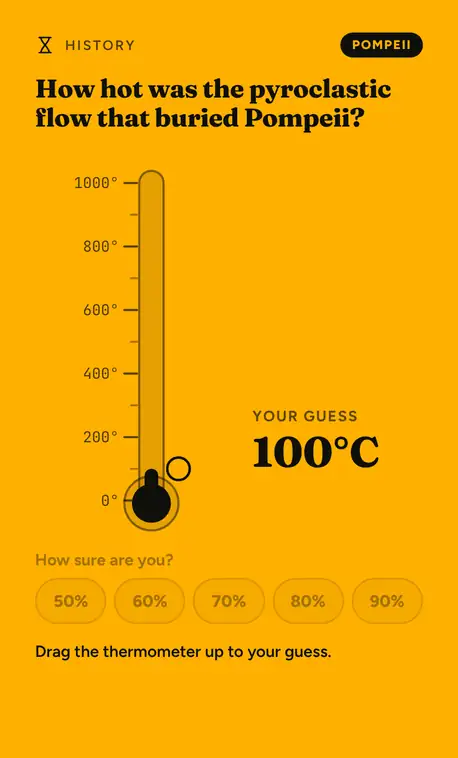 HISTORY
POMPEII
How hot was the pyroclastic
flow that buried Pompeii?
1000°
800°
600°
400°
200°
0°
YOUR GUESS
100°C
How sure are you?
50% 60% 70% 80% 90%
Drag the thermometer up to your guess.